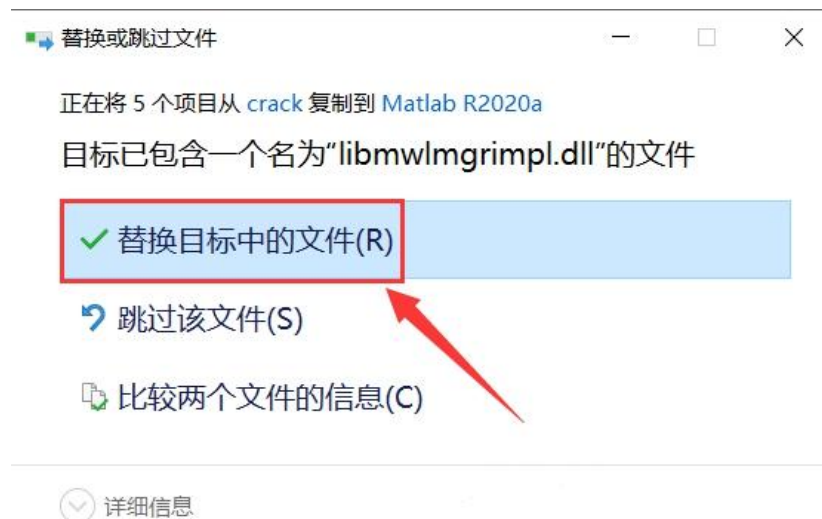 替换或跳过文件
正在将 5 个项目从 crack 复制到 Matlab R2020a
目标已包含一个名为“libmwlmgrimpl.dll”的文件
替换目标中的文件(R)
跳过该文件(S)
比较两个文件的信息(C)
详细信息